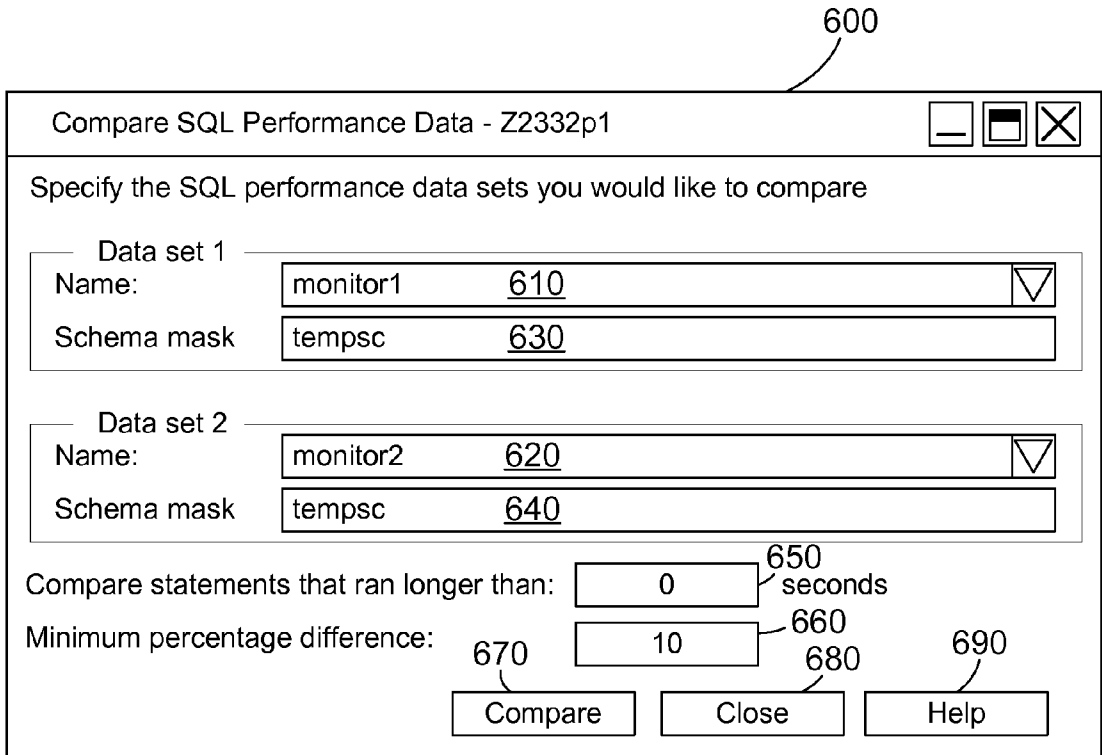 600
Compare SQL Performance Data - Z2332p1
Specify the SQL performance data sets you would like to compare
Data set 1
Name: monitor1 610
Schema mask tempsc 630
Data set 2
Name: monitor2 620
Schema mask tempsc 640
Compare statements that ran longer than: 0 650 seconds
Minimum percentage difference: 10 660
670 680 690
Compare Close Help